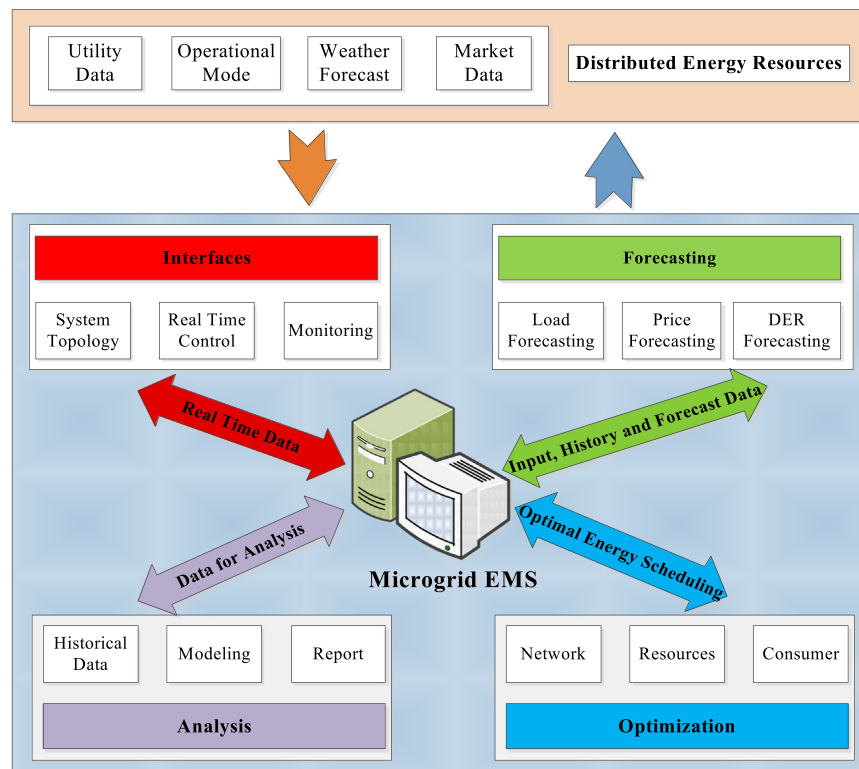 Utility
Data
Operational
Mode
Weather
Forecast
Market
Data
Distributed Energy Resources
Interfaces
System
Topology
Real Time
Control
Monitoring
Forecasting
Load
Forecasting
Price
Forecasting
DER
Forecasting
Real Time Data
Input, History and Forecast Data
Data for Analysis
Optimal Energy Scheduling
Microgrid EMS
Historical
Data
Modeling
Report
Analysis
Network
Resources
Consumer
Optimization